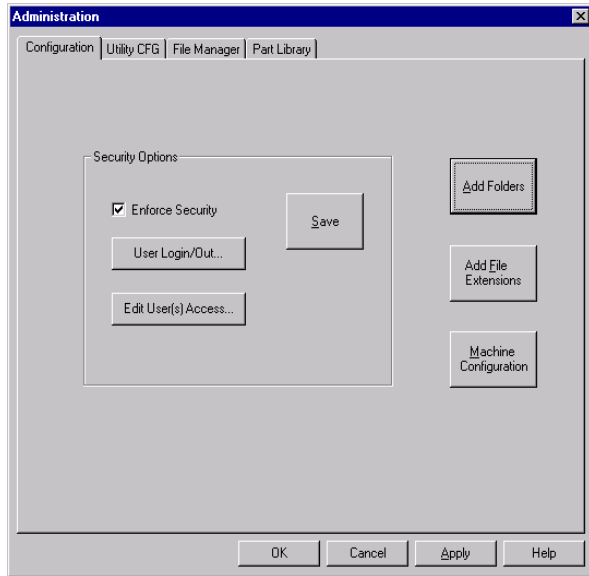 Administration
Configuration Utility CFG File Manager Part Library
Security Options
Enforce Security
Save
User Login/Out...
Edit User(s) Access...
Add Folders
Add File
Extensions
Machine
Configuration
OK Cancel Apply Help